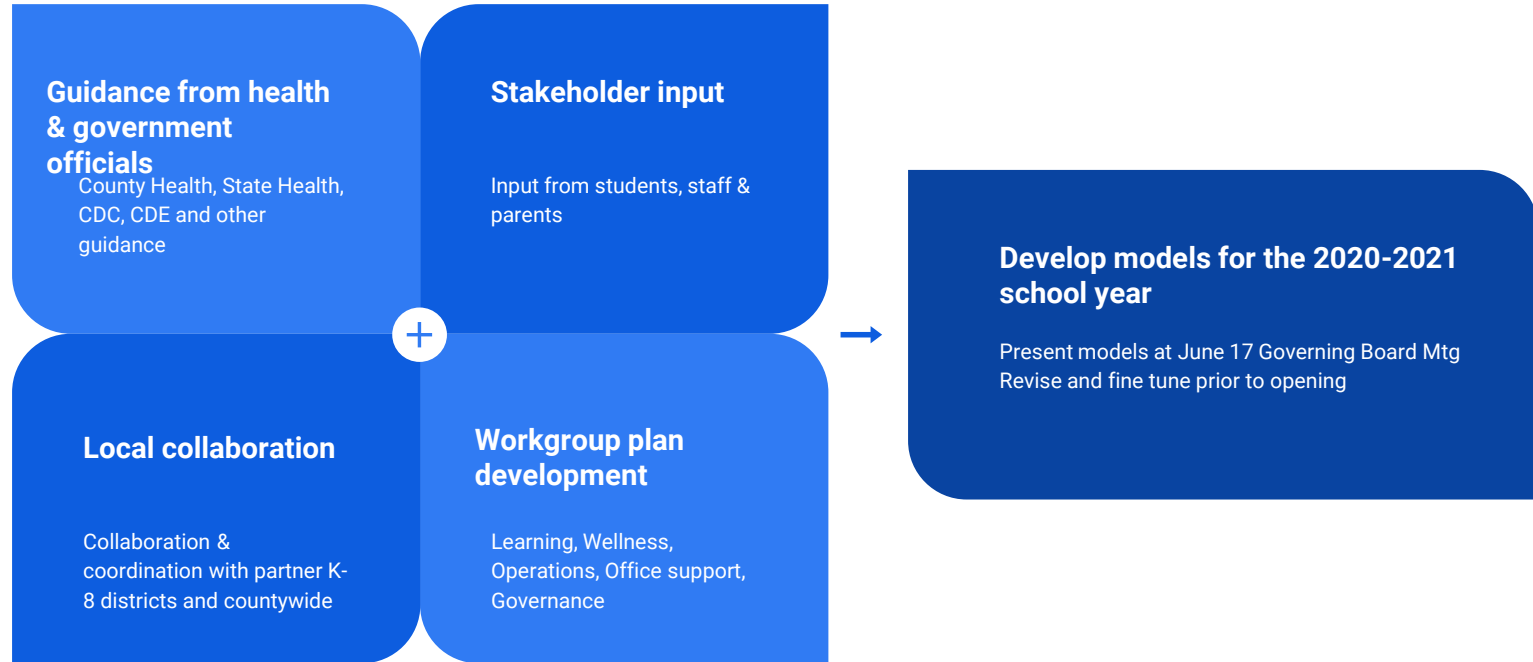 Guidance from health
& government
officials
County Health, State Health,
CDC, CDE and other
guidance
Stakeholder input
Input from students, staff &
parents
Local collaboration
Collaboration &
coordination with partner K-
8 districts and countywide
Workgroup plan
development
Learning, Wellness,
Operations, Office support,
Governance
Develop models for the 2020-2021
school year
Present models at June 17 Governing Board Mtg
Revise and fine tune prior to opening